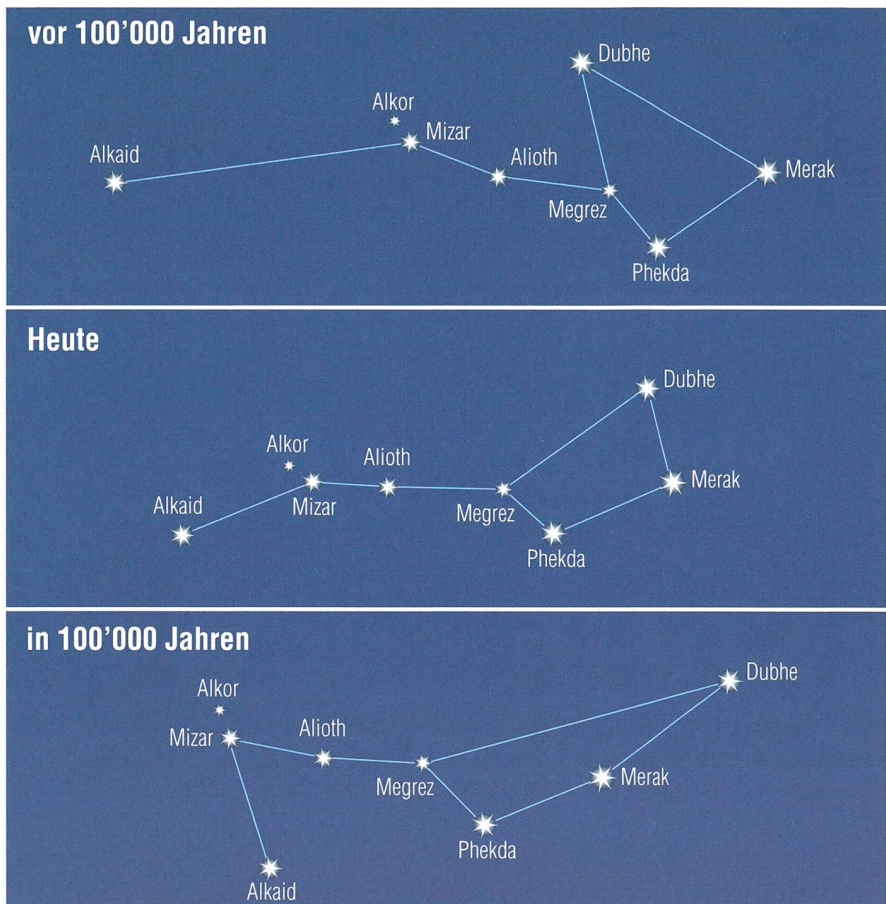 vor 100'000 Jahren
Dubhe
Alkor
Mizar
Alkaid
Alioth
Merak
Megrez
Phekda
Heute
Dubhe
Alkor
Alioth
Merak
Alkaid
Mizar
Megrez
Phekda
in 100'000 Jahren
Dubhe
Alkor
Mizar
Alioth
Merak
Megrez
Phekda
Alkaid